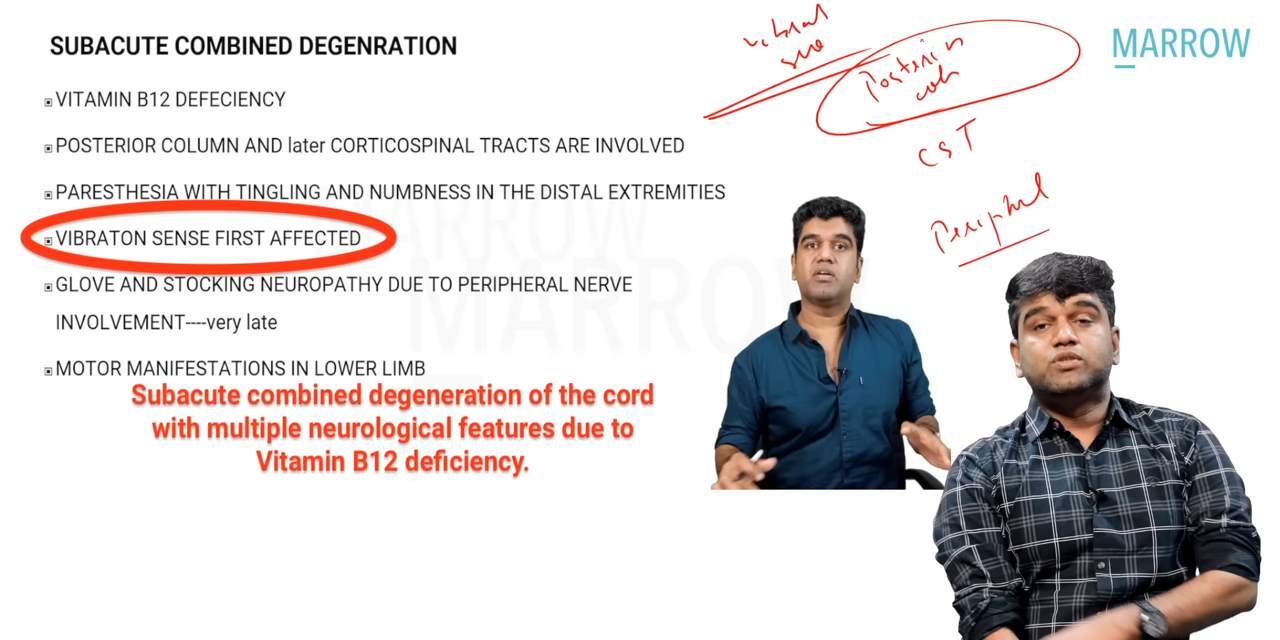 SUBACUTE COMBINED DEGENRATION
VITAMIN B12 DEFECIENCY
POSTERIOR COLUMN AND later CORTICOSPINAL TRACTS ARE INVOLVED
PARESTHESIA WITH TINGLING AND NUMBNESS IN THE DISTAL EXTREMITIES
VIBRATON SENSE FIRST AFFECTED
GLOVE AND STOCKING NEUROPATHY DUE TO PERIPHERAL NERVE
INVOLVEMENT----very late
MOTOR MANIFESTATIONS IN LOWER LIMB
Subacute combined degeneration of the cord
with multiple neurological features due to
Vitamin B12 deficiency.
MARROW
CST
MARROW
MARROW